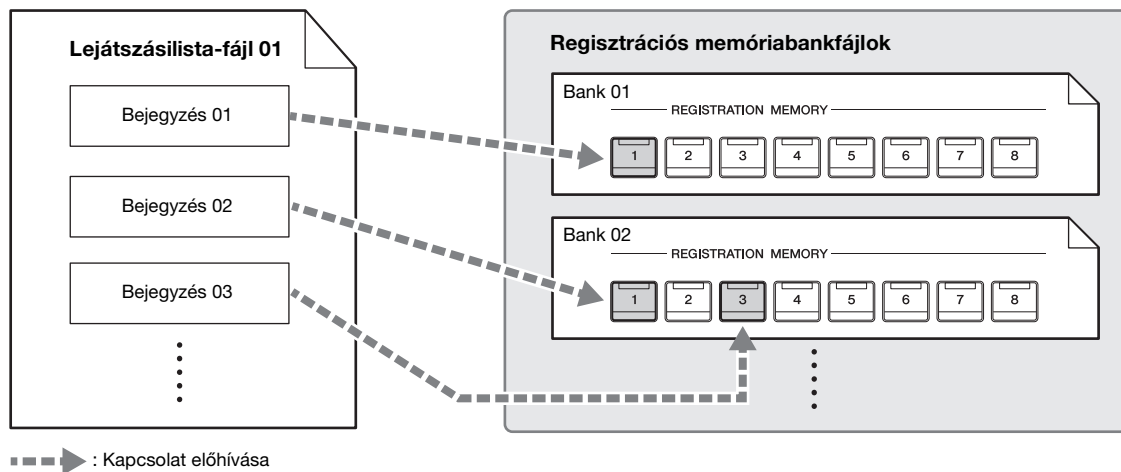 Lejátszásilista-fájl 01
Bejegyzés 01
Bejegyzés 02
Bejegyzés 03
Regisztrációs memóriabankfájlok
Bank 01
REGISTRATION MEMORY
1 2 3 4 5 6 7 8
Bank 02
REGISTRATION MEMORY
1 2 3 4 5 6 7 8
: Kapcsolat előhívása